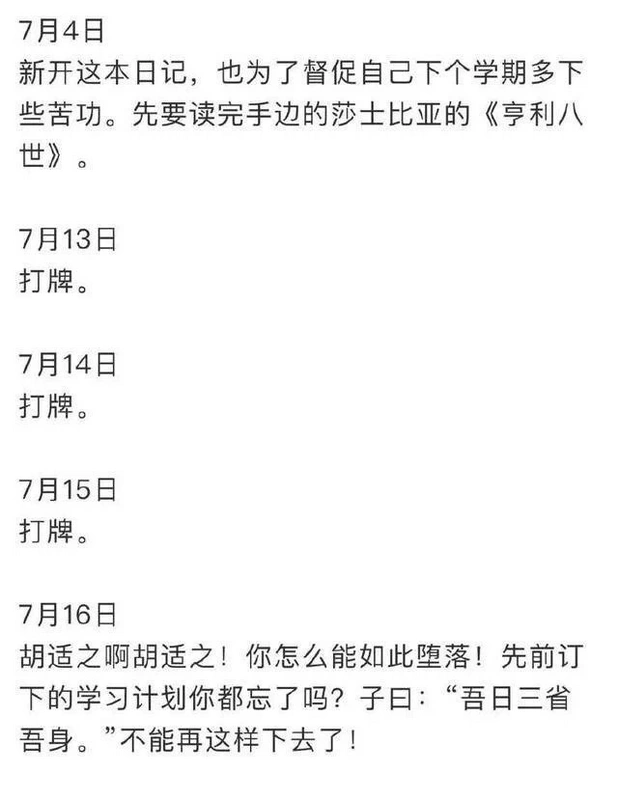 7月4日
新开这本日记，也为了督促自己下个学期多下
些苦功。先要读完手边的莎士比亚的《亨利八
世》。
7月13日
打牌。
7月14日
打牌。
7月15日
打牌。
7月16日
胡适之啊胡适之！你怎么能如此堕落！先前订
下的学习计划你都忘了吗？子曰：“吾日三省
吾身。”不能再这样下去了！